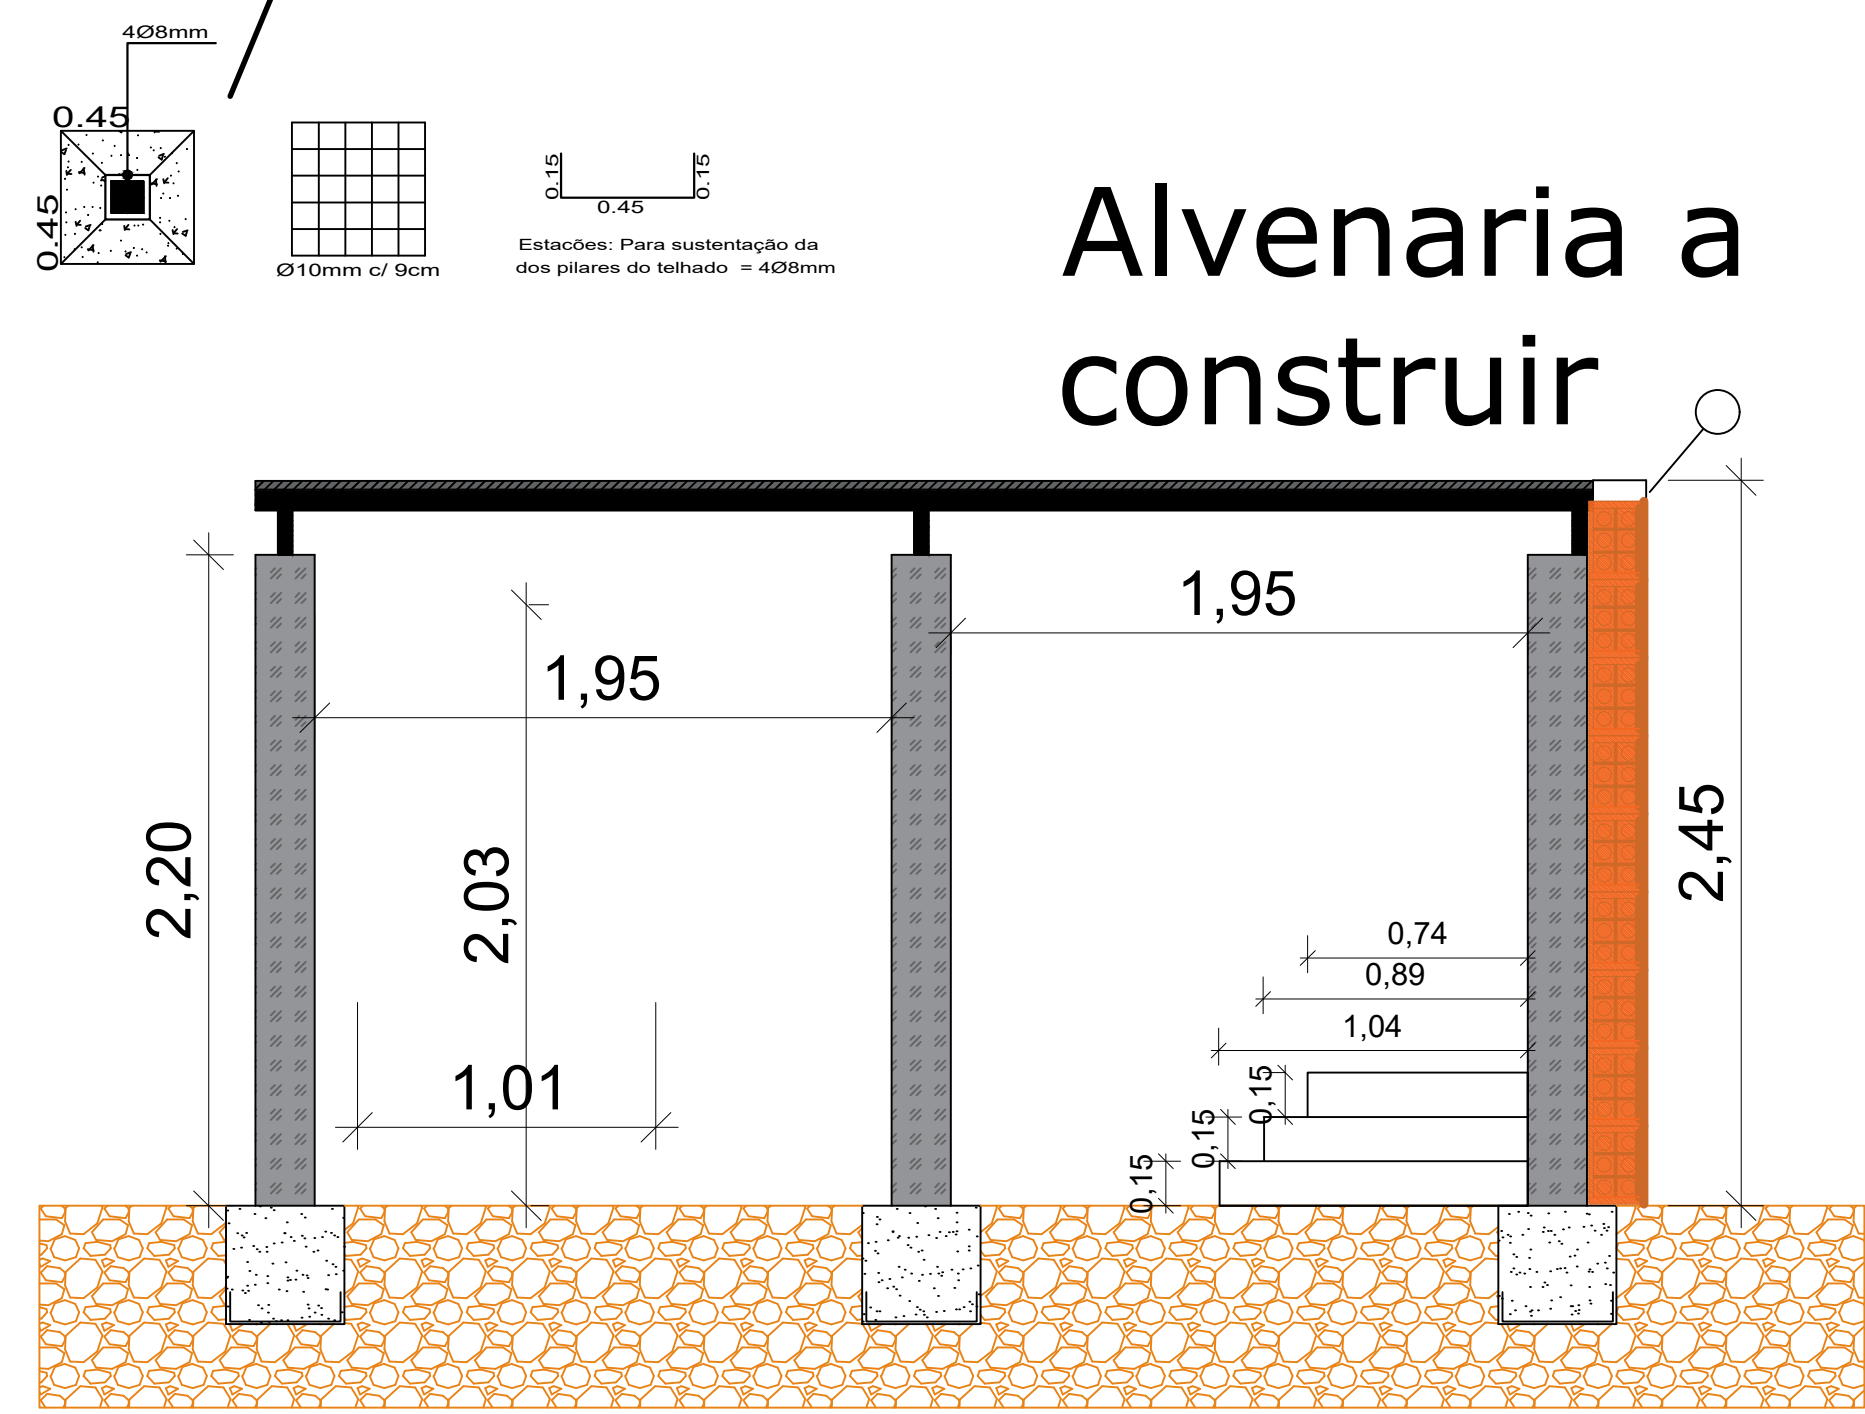 4Ø8mm
0.45
0.45
Ø10mm c/ 9cm
0.15
0.15
0.45
Estacões: Para sustentação da
dos pilares do telhado = 4Ø8mm
Alvenaria a
construir
1,95
1,95
2,20
2,03
2,45
0,74
0,89
1,04
1,01
0,15
0,15
0,15